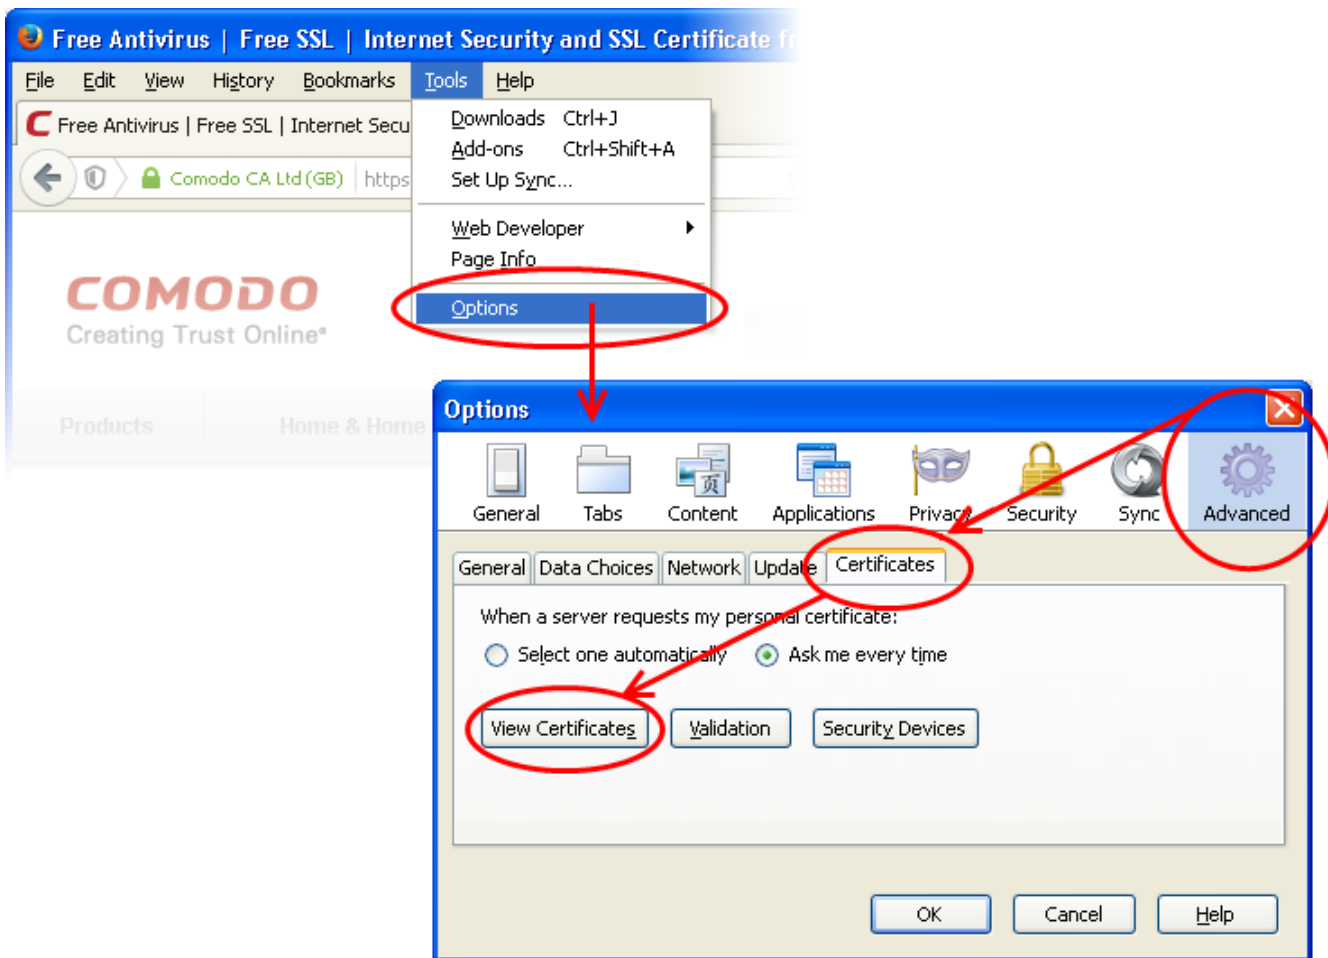 Free Antivirus | Free SSL | Internet Security and SSL Certificate f
File Edit View History Bookmarks Tools Help
C Free Antivirus | Free SSL | Internet Secu
Comodo CA Ltd (GB) https
Downloads Ctrl+J
Add-ons Ctrl+Shift+A
Set Up Sync...
Web Developer
Page Info
Options
COMODO
Creating Trust Online®
Products Home & Home
Options
页
General Tabs Content Applications Privacy Security Sync Advanced
General Data Choices Network Update Certificates
When a server requests my personal certificate:
Select one automatically Ask me every time
View Certificates Validation Security Devices
OK Cancel Help